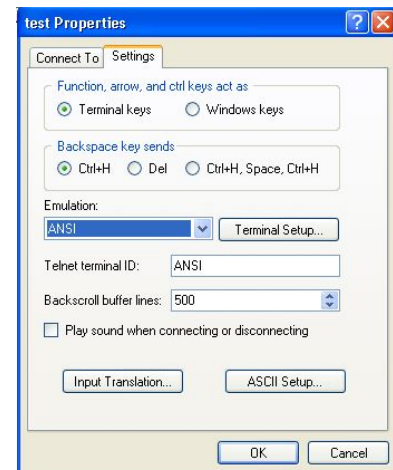 test Properties
Connect To Settings
Function, arrow, and ctrl keys act as
Terminal keys Windows keys
Backspace key sends
Ctrl+H Del Ctrl+H, Space, Ctrl+H
Emulation:
ANSI Terminal Setup...
Telnet terminal ID: ANSI
Backscroll buffer lines: 500
Play sound when connecting or disconnecting
Input Translation... ASCII Setup...
OK Cancel